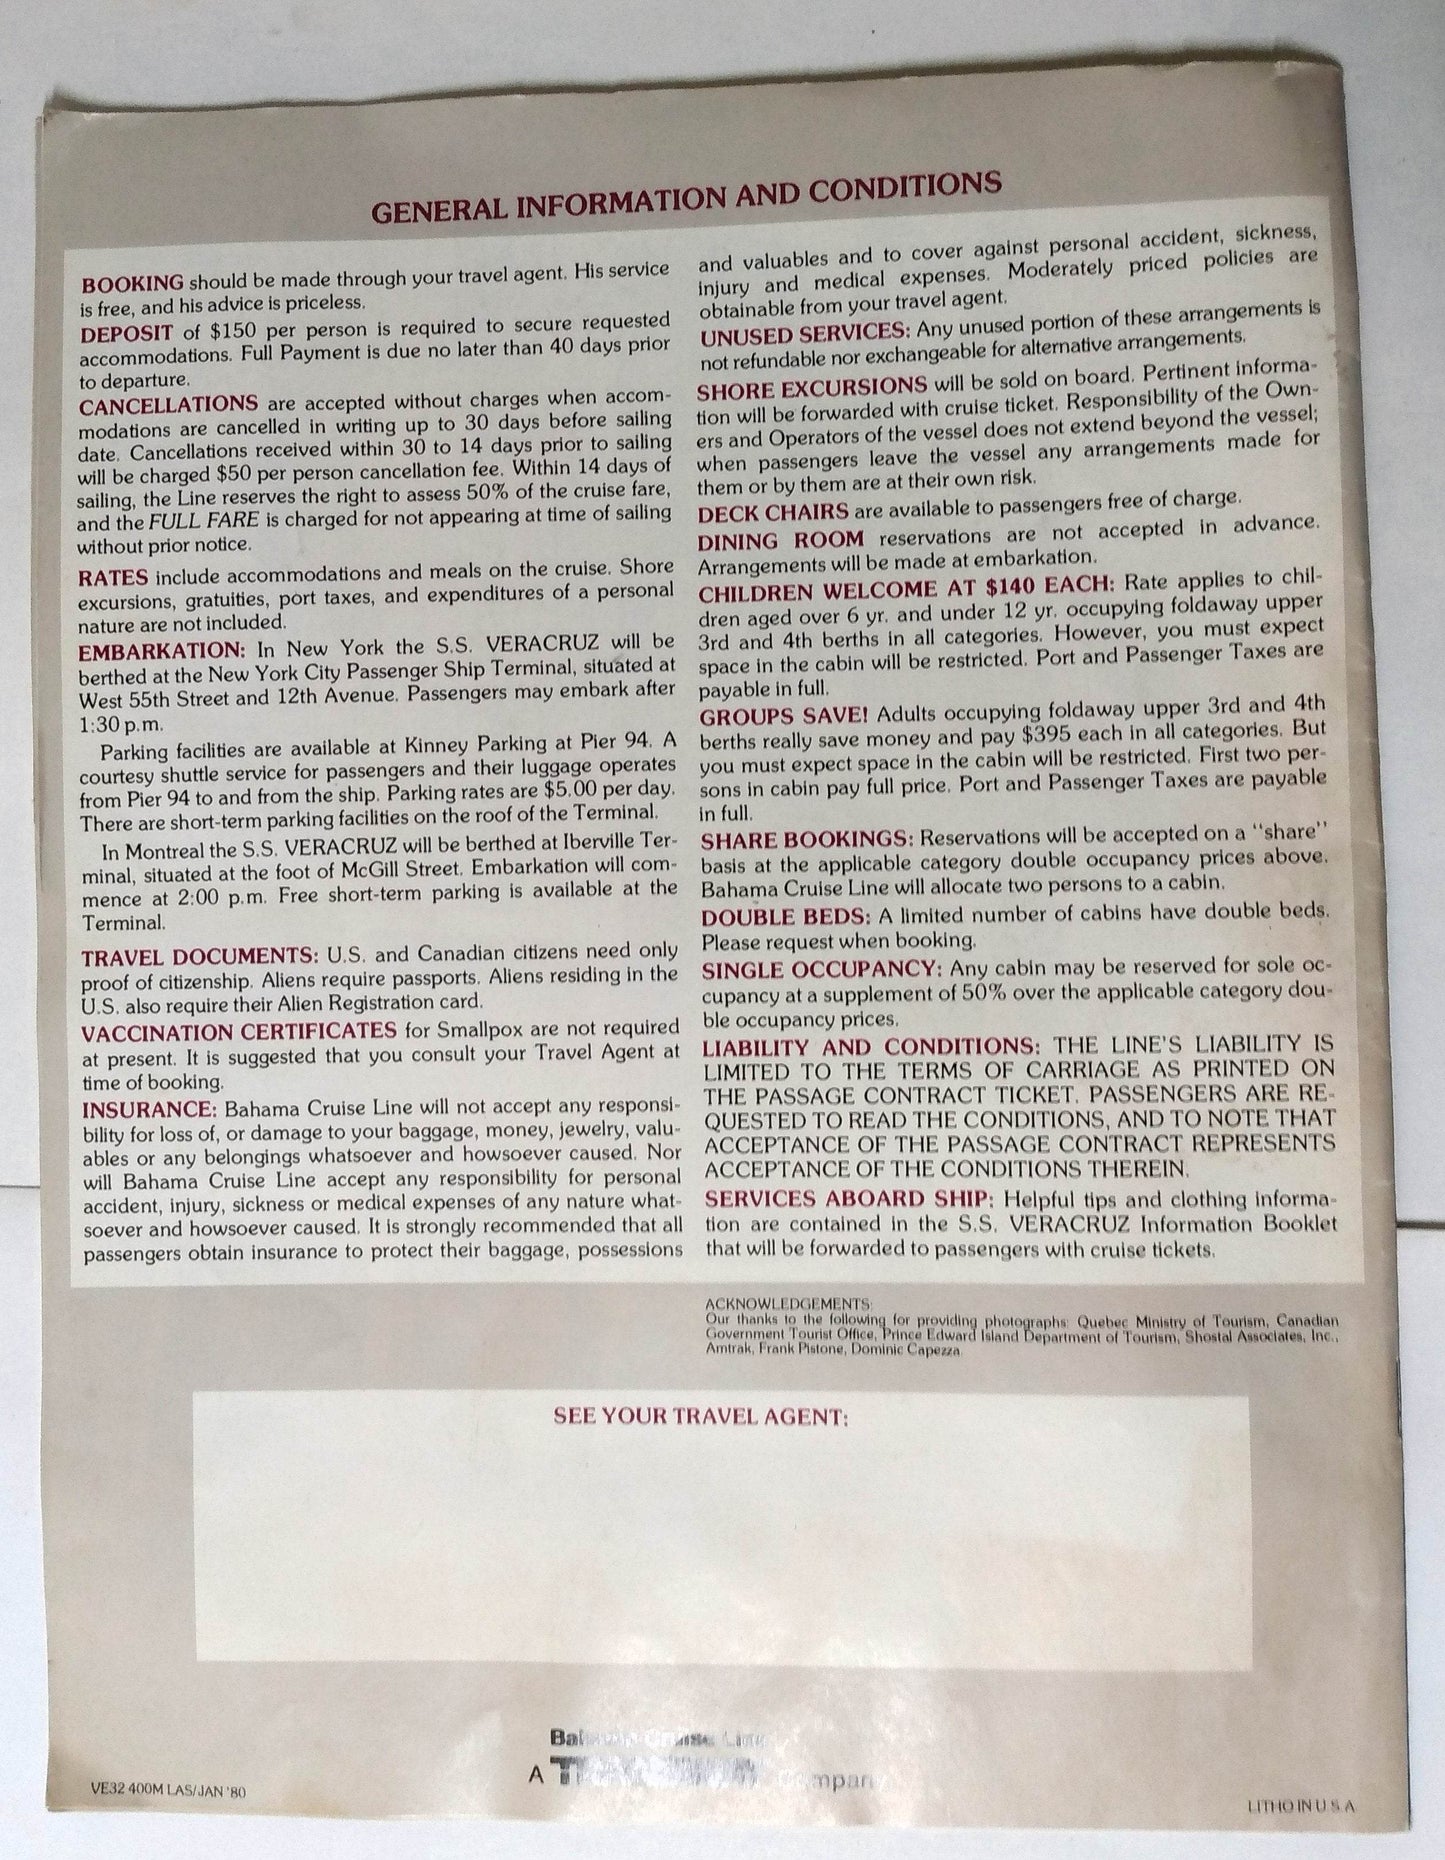 GENERAL INFORMATION AND CONDITIONS
BOOKING should be made through your travel agent. His service
is free, and his advice is priceless.
DEPOSIT of $150 per person is required to secure requested
accommodations. Full Payment is due no later than 40 days prior
to departure.
CANCELLATIONS are accepted without charges when accom-
modations are cancelled in writing up to 30 days before sailing
date. Cancellations received within 30 to 14 days prior to sailing
will be charged $50 per person cancellation fee. Within 14 days of
sailing, the Line reserves the right to assess 50% of the cruise fare,
and the FULL FARE is charged for not appearing at time of sailing
without prior notice.
RATES include accommodations and meals on the cruise. Shore
excursions, gratuities, port taxes, and expenditures of a personal
nature are not included.
EMBARKATION: In New York the S.S. VERACRUZ will be
berthed at the New York City Passenger Ship Terminal, situated at
West 55th Street and 12th Avenue. Passengers may embark after
1:30 p.m.
Parking facilities are available at Kinney Parking at Pier 94. A
courtesy shuttle service for passengers and their luggage operates
from Pier 94 to and from the ship. Parking rates are $5.00 per day.
There are short-term parking facilities on the roof of the Terminal.
In Montreal the S.S. VERACRUZ will be berthed at Iberville Ter-
minal, situated at the foot of McGill Street. Embarkation will com-
mence at 2:00 p.m. Free short-term parking is available at the
Terminal.
TRAVEL DOCUMENTS: U.S. and Canadian citizens need only
proof of citizenship. Aliens require passports. Aliens residing in the
U.S. also require their Alien Registration card.
VACCINATION CERTIFICATES for Smallpox are not required
at present. It is suggested that you consult your Travel Agent at
time of booking.
INSURANCE: Bahama Cruise Line will not accept any responsi-
bility for loss of, or damage to your baggage, money, jewelry, valu-
ables or any belongings whatsoever and howsoever caused. Nor
will Bahama Cruise Line accept any responsibility for personal
accident, injury, sickness or medical expenses of any nature what-
soever and howsoever caused. It is strongly recommended that all
passengers obtain insurance to protect their baggage, possessions
and valuables and to cover against personal accident, sickness,
injury and medical expenses. Moderately priced policies are
obtainable from your travel agent.
UNUSED SERVICES: Any unused portion of these arrangements is
not refundable nor exchangeable for alternative arrangements.
SHORE EXCURSIONS will be sold on board. Pertinent informa-
tion will be forwarded with cruise ticket. Responsibility of the Own-
ers and Operators of the vessel does not extend beyond the vessel;
when passengers leave the vessel any arrangements made for
them or by them are at their own risk.
DECK CHAIRS are available to passengers free of charge.
DINING ROOM reservations are not accepted in advance.
Arrangements will be made at embarkation.
CHILDREN WELCOME AT $140 EACH: Rate applies to chil-
dren aged over 6 yr. and under 12 yr. occupying foldaway upper
3rd and 4th berths in all categories. However, you must expect
space in the cabin will be restricted. Port and Passenger Taxes are
payable in full.
GROUPS SAVE! Adults occupying foldaway upper 3rd and 4th
berths really save money and pay $395 each in all categories. But
you must expect space in the cabin will be restricted. First two per-
sons in cabin pay full price. Port and Passenger Taxes are payable
in full.
SHARE BOOKINGS: Reservations will be accepted on a "share"
basis at the applicable category double occupancy prices above.
Bahama Cruise Line will allocate two persons to a cabin.
DOUBLE BEDS: A limited number of cabins have double beds.
Please request when booking.
SINGLE OCCUPANCY: Any cabin may be reserved for sole oc-
cupancy at a supplement of 50% over the applicable category dou-
ble occupancy prices.
LIABILITY AND CONDITIONS: THE LINE'S LIABILITY IS
LIMITED TO THE TERMS OF CARRIAGE AS PRINTED ON
THE PASSAGE CONTRACT TICKET. PASSENGERS ARE RE-
QUESTED TO READ THE CONDITIONS, AND TO NOTE THAT
ACCEPTANCE OF THE PASSAGE CONTRACT REPRESENTS
ACCEPTANCE OF THE CONDITIONS THEREIN.
SERVICES ABOARD SHIP: Helpful tips and clothing informa-
tion are contained in the S.S. VERACRUZ Information Booklet
that will be forwarded to passengers with cruise tickets.
ACKNOWLEDGEMENTS:
Our thanks to the following for providing photographs: Quebec Ministry of Tourism, Canadian
Government Tourist Office, Prince Edward Island Department of Tourism, Shostal Associates, Inc.,
Amtrak, Frank Pistone, Dominic Capezza.
SEE YOUR TRAVEL AGENT:
Cruise Line
A Company
VE32 400M LAS/JAN '80
LITHO IN U.S.A